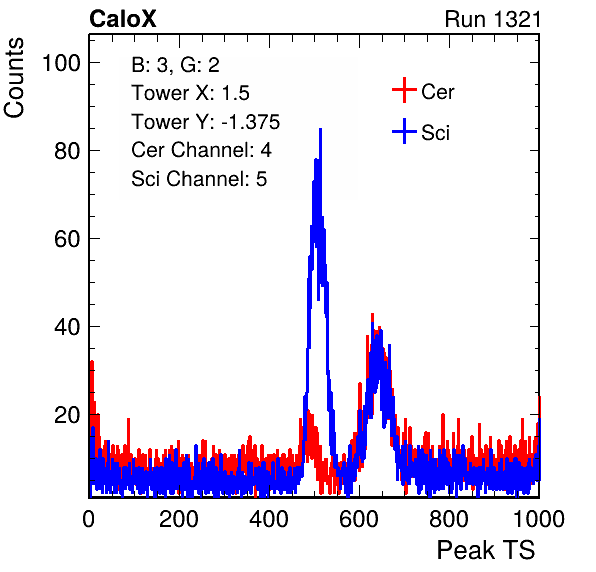 CaloX Run 1321
Counts
B: 3, G: 2
Tower X: 1.5
Tower Y: -1.375
Cer Channel: 4
Sci Channel: 5
Cer
Sci
100
80
60
40
20
0 200 400 600 800 1000
Peak TS